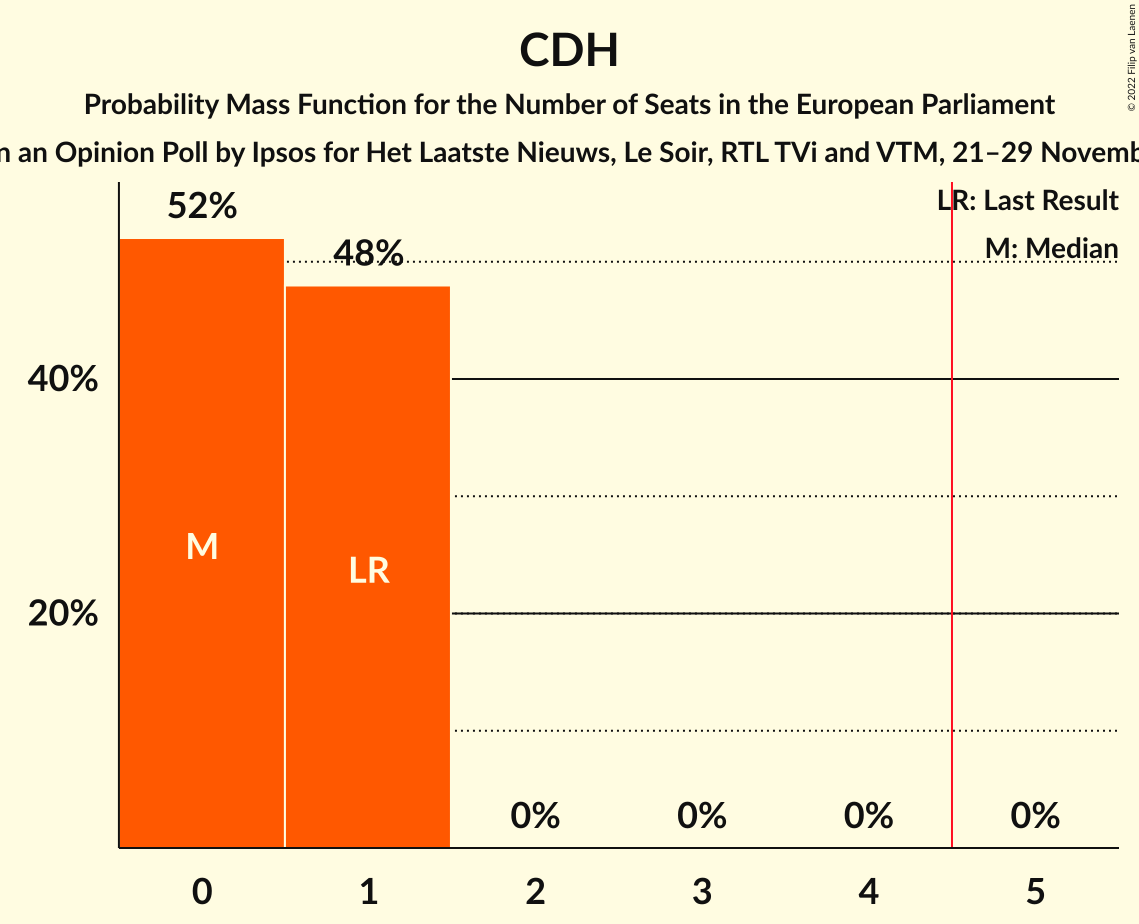 CDH
Probability Mass Function for the Number of Seats in the European Parliament
an Opinion Poll by Ipsos for Het Laatste Nieuws, Le Soir, RTL TVi and VTM, 21–29
LR: Last Result
M: Median
52%
48%
40%
20%
M
LR
0% 0% 0% 0%
0 1 2 3 4 5
© 2022 Filip van Laenen